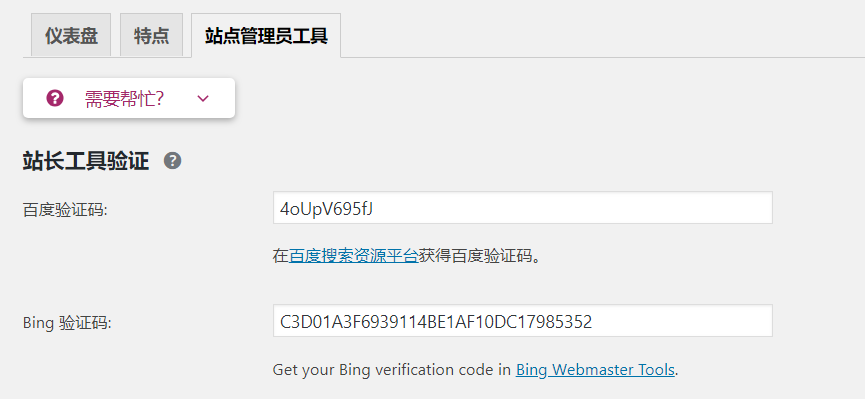 仪表盘 特点 站点管理员工具
需要帮忙？
站长工具验证
百度验证码: 4oUpV695fJ
在百度搜索资源平台获得百度验证码。
Bing 验证码: C3D01A3F6939114BE1AF10DC17985352
Get your Bing verification code in Bing Webmaster Tools.